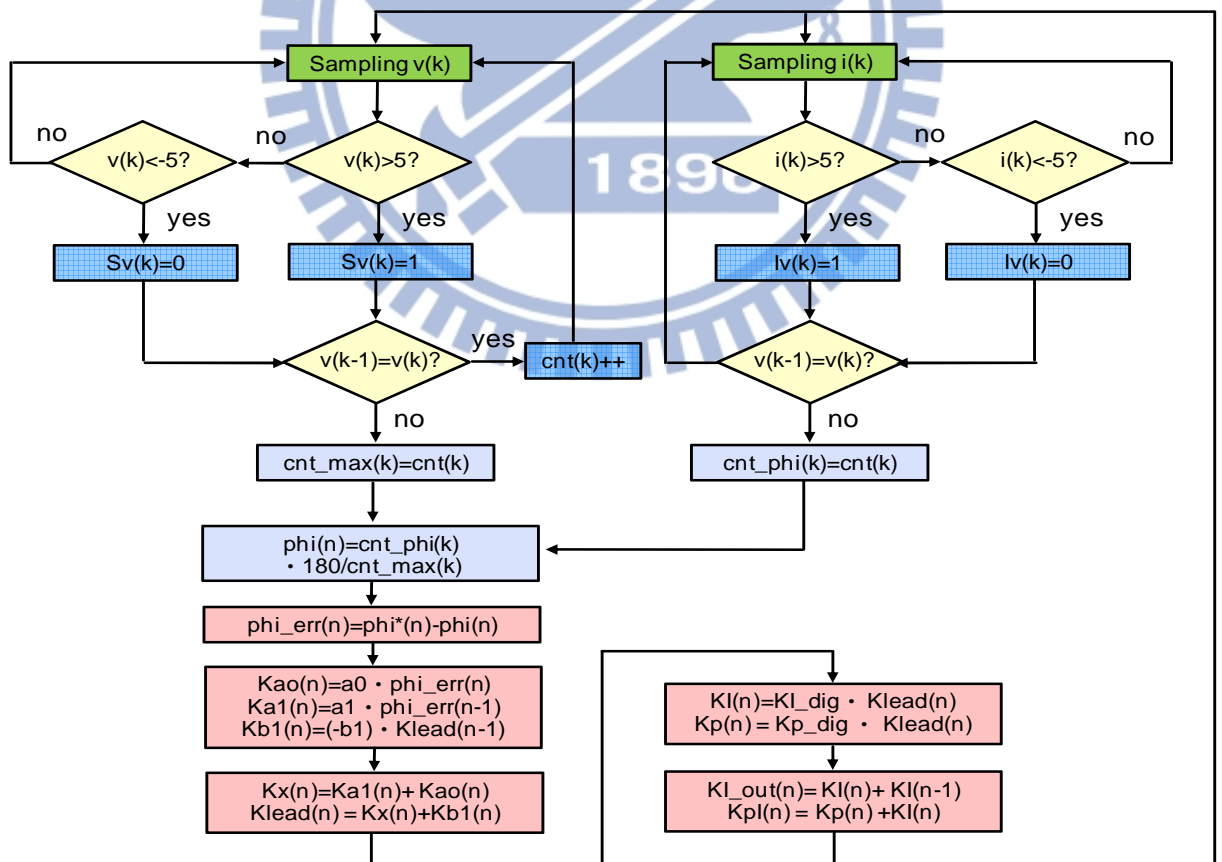 Sampling v(k)
Sampling i(k)
no
v(k)<-5?
no
v(k)>5?
i(k)>5?
no
i(k)<-5?
no
1896
yes
yes
yes
yes
Sv(k)=0
Sv(k)=1
Iv(k)=1
Iv(k)=0
v(k-1)=v(k)?
yes
cnt(k)++
v(k-1)=v(k)?
no
no
cnt_max(k)=cnt(k)
cnt_phi(k)=cnt(k)
phi(n)=cnt_phi(k)
・180/cnt_max(k)
phi_err(n)=phi*(n)-phi(n)
Kao(n)=a0・phi_err(n)
Ka1(n)=a1・phi_err(n-1)
Kb1(n)=(-b1)・Klead(n-1)
Kx(n)=Ka1(n)+Kao(n)
Klead(n)=Kx(n)+Kb1(n)
KI(n)=KI_dig・Klead(n)
Kp(n)=Kp_dig・Klead(n)
KI_out(n)=KI(n)+KI(n-1)
KpI(n)=Kp(n)+KI(n)